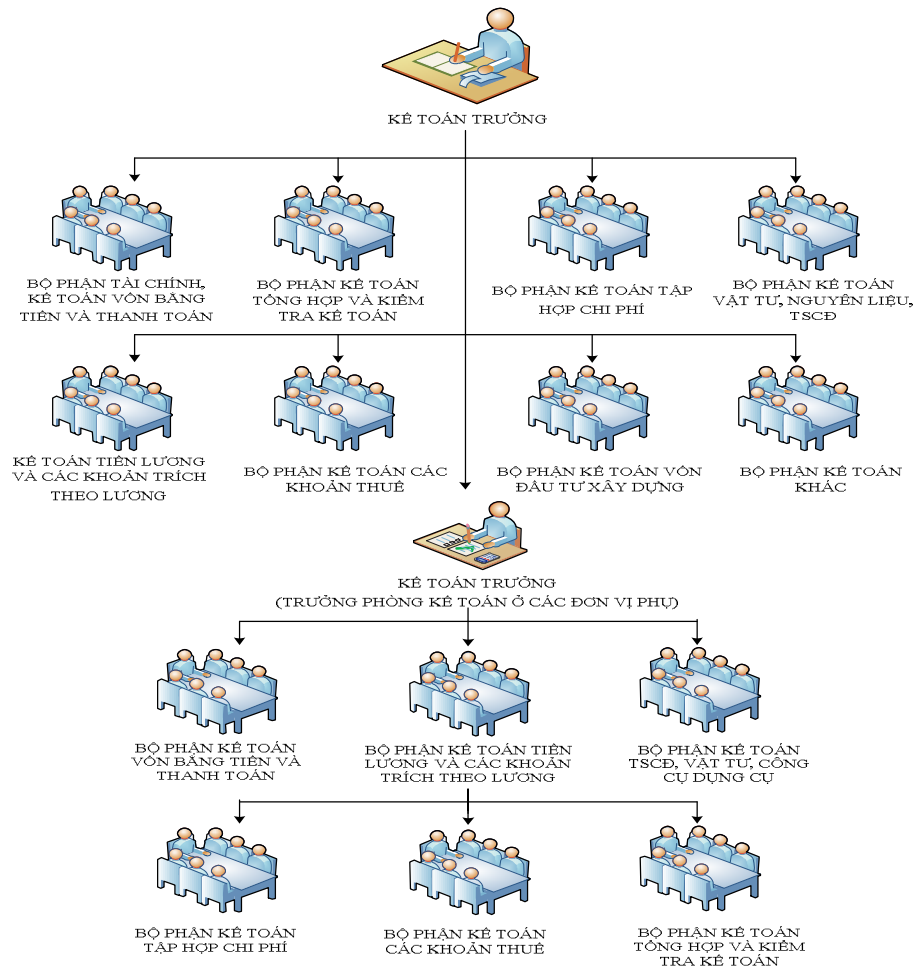 KẾ TOÁN TRƯỞNG
BỘ PHẬN TÀI CHÍNH,
KẾ TOÁN VỐN BẰNG
TIỀN VÀ THANH TOÁN
BỘ PHẬN KẾ TOÁN
TỔNG HỢP VÀ KIỂM
TRA KẾ TOÁN
BỘ PHẬN KẾ TOÁN TẬP
HỢP CHI PHÍ
BỘ PHẬN KẾ TOÁN
VẬT TƯ, NGUYÊN LIỆU,
TSCĐ
KẾ TOÁN TIỀN LƯƠNG
VÀ CÁC KHOẢN TRÍCH
THEO LƯƠNG
BỘ PHẬN KẾ TOÁN CÁC
KHOẢN THUẾ
BỘ PHẬN KẾ TOÁN VỐN
ĐẦU TƯ XÂY DỰNG
BỘ PHẬN KẾ TOÁN
KHÁC
KẾ TOÁN TRƯỞNG
(TRƯỞNG PHÒNG KẾ TOÁN Ở CÁC ĐƠN VỊ PHỤ)
BỘ PHẬN KẾ TOÁN
VỐN BẰNG TIỀN VÀ
THANH TOÁN
BỘ PHẬN KẾ TOÁN TIỀN
LƯƠNG VÀ CÁC KHOẢN
TRÍCH THEO LƯƠNG
BỘ PHẬN KẾ TOÁN
TSCĐ, VẬT TƯ, CÔNG
CỤ DỤNG CỤ
BỘ PHẬN KẾ TOÁN
TẬP HỢP CHI PHÍ
BỘ PHẬN KẾ TOÁN
CÁC KHOẢN THUẾ
BỘ PHẬN KẾ TOÁN
TỔNG HỢP VÀ KIỂM
TRA KẾ TOÁN